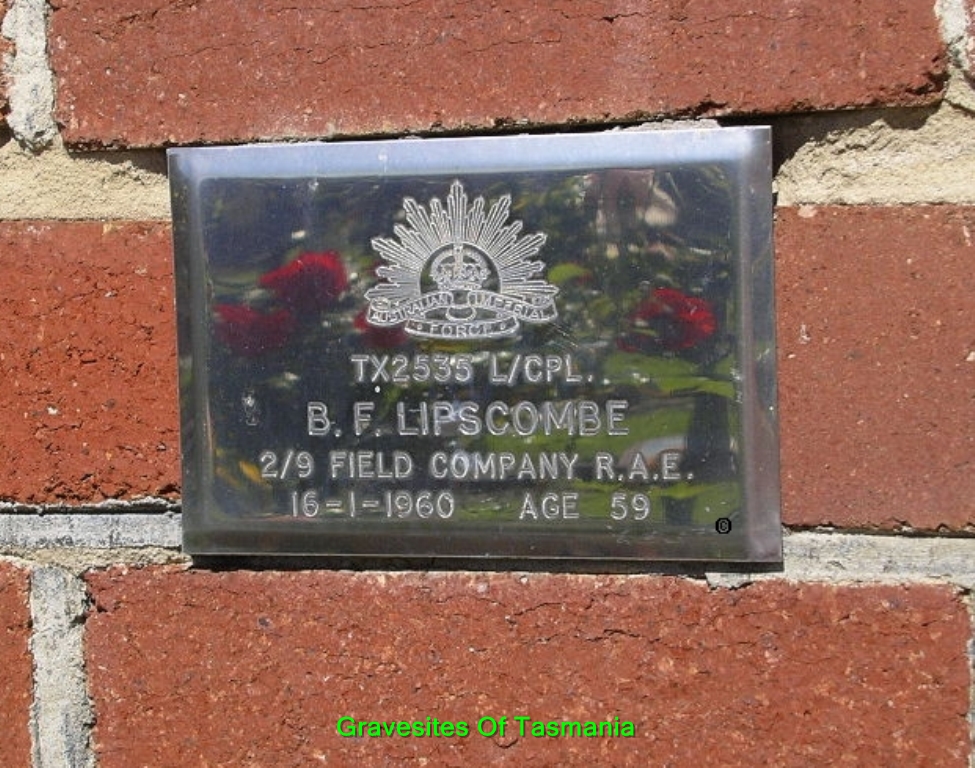 AUSTRALIAN IMPERIAL
FORCE
TX2535 L/CPL.
B. F. LIPSCOMBE
2/9 FIELD COMPANY R.A.E.
16-1-1960 AGE 59
©
Gravesites Of Tasmania